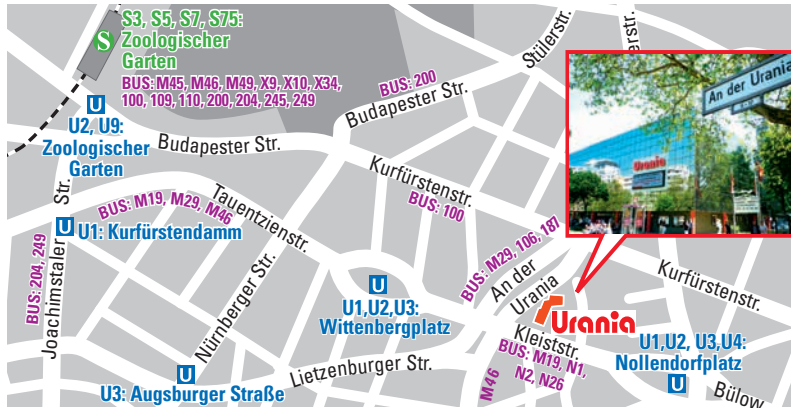 S3, S5, S7, S75:
Zoologischer
Garten
BUS: M45, M46, M49, X9, X10, X34,
100, 109, 110, 200, 204, 245, 249
S
U
U2, U9:
Zoologischer
Garten
Budapester Str.
Budapester Str.
BUS: 200
Stülerstr.
erstr.
An der Urania
Urania
Kurfürstenstr.
BUS: 100
BUS: M19, M29, M46
Tauentzienstr.
U
U1: Kurfürstendamm
Joachimstaler Str.
BUS: 204, 249
Nürnberger Str.
U
U1,U2,U3:
Wittenbergplatz
BUS: M29, 106, 187
An der
Urania
Kurfürstenstr.
Urania
Kleiststr.
BUS: M19, N1,
N2, N26
M46
U1,U2, U3,U4:
Nollendorfplatz
U
Bülow
Lietzenburger Str.
U
U3: Augsburger Straße